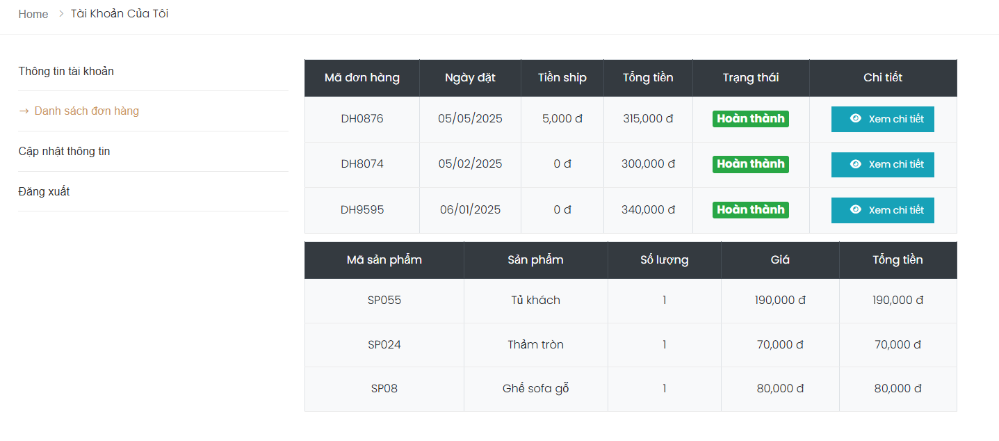 Home > Tài Khoản Của Tôi
Thông tin tài khoản
→ Danh sách đơn hàng
Cập nhật thông tin
Đăng xuất
Mã đơn hàng Ngày đặt Tiền ship Tổng tiền Trạng thái Chi tiết
DH0876 05/05/2025 5,000 đ 315,000 đ Hoàn thành Xem chi tiết
DH8074 05/02/2025 0 đ 300,000 đ Hoàn thành Xem chi tiết
DH9595 06/01/2025 0 đ 340,000 đ Hoàn thành Xem chi tiết
Mã sản phẩm Sản phẩm Số lượng Giá Tổng tiền
SP055 Tủ khách 1 190,000 đ 190,000 đ
SP024 Thảm tròn 1 70,000 đ 70,000 đ
SP08 Ghế sofa gỗ 1 80,000 đ 80,000 đ